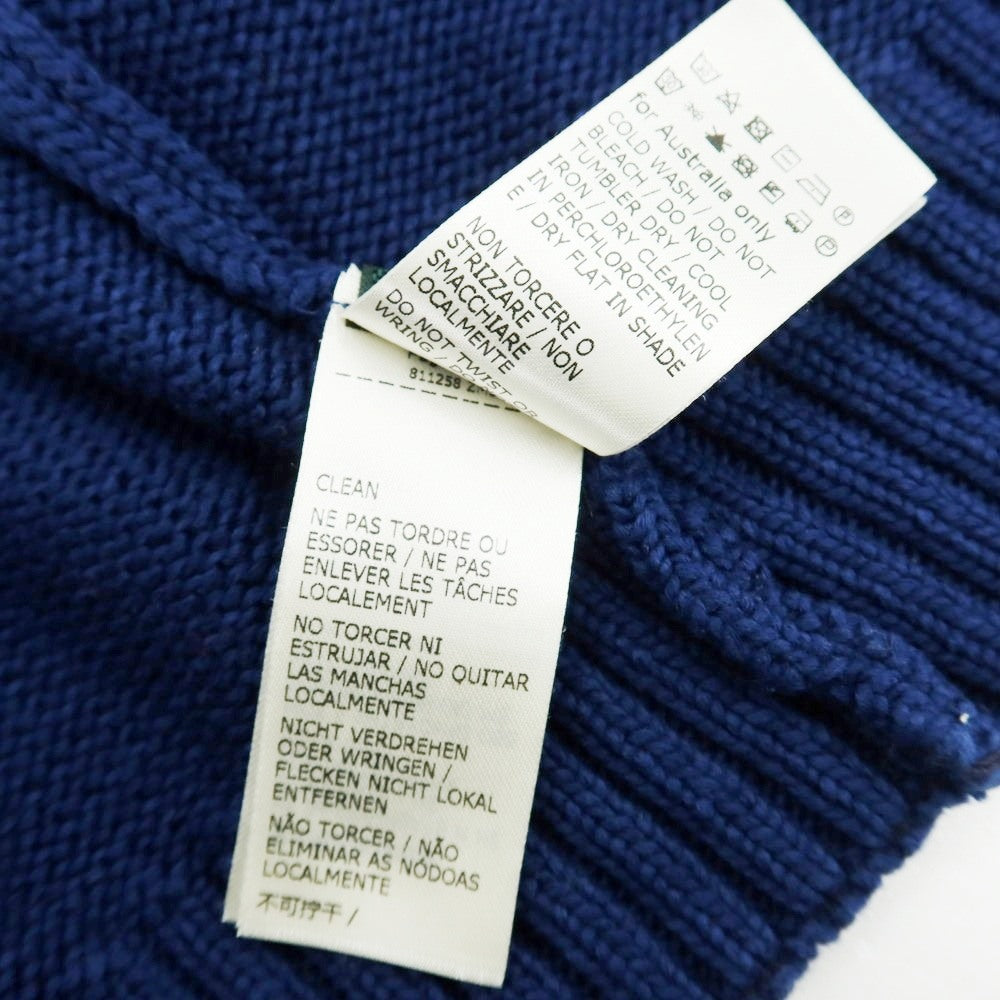 for Australia only
COLD WASH / DO NOT
BLEACH / DO NOT
TUMBLER DRY / COOL
IRON / DRY CLEANING
IN PERCHLOROETHYLEN
E / DRY FLAT IN SHADE
NON TORCERE O
STRIZZARE / NON
SMACCHIARE
LOCALMENTE
DO NOT TWIST OR
WRING /
811258
CLEAN
NE PAS TORDRE OU
ESSORER / NE PAS
ENLEVER LES TÂCHES
LOCALEMENT
NO TORCER NI
ESTRUJAR / NO QUITAR
LAS MANCHAS
LOCALMENTE
NICHT VERDREHEN
ODER WRINGEN /
FLECKEN NICHT LOKAL
ENTFERNEN
NÃO TORCER / NÃO
ELIMINAR AS NÓDOAS
LOCALMENTE
不可拧干 /